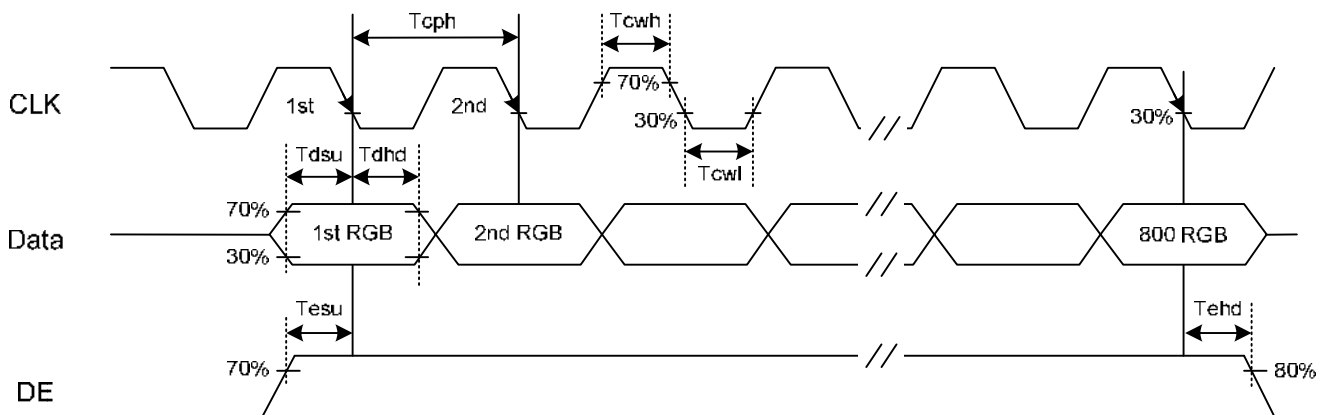 Tcph
Tcwh
CLK
1st
2nd
70%
30%
30%
Tcwl
Tdsu
Tdhd
Data
70%
30%
1st RGB
2nd RGB
800 RGB
Tesu
Tehd
DE
70%
80%